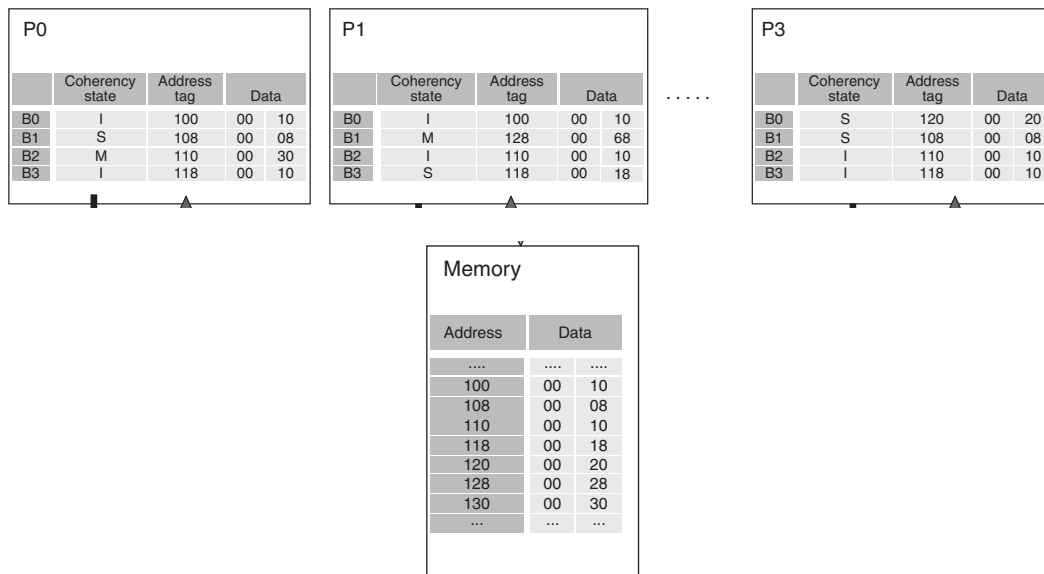 P0
Coherency state Address tag Data
B0 I 100 00 10
B1 S 108 00 08
B2 M 110 00 30
B3 I 118 00 10
P1
Coherency state Address tag Data
B0 I 100 00 10
B1 M 128 00 68
B2 I 110 00 10
B3 S 118 00 18
.....
P3
Coherency state Address tag Data
B0 S 120 00 20
B1 S 108 00 08
B2 I 110 00 10
B3 I 118 00 10
Memory
Address Data
.... .... ....
100 00 10
108 00 08
110 00 10
118 00 18
120 00 20
128 00 28
130 00 30
... ... ...